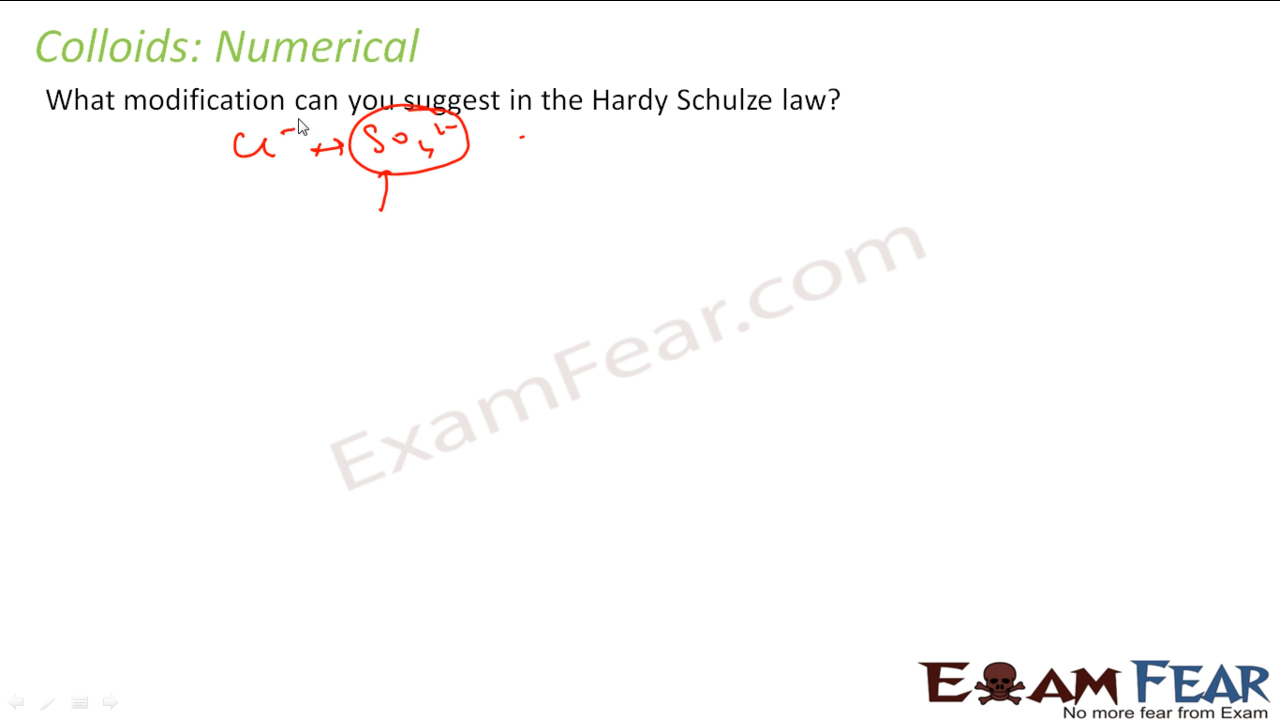 Colloids: Numerical
What modification can you suggest in the Hardy Schulze law?
Cl⁻ ↔ SO₄²⁻
ExamFear.com
EXAM FEAR
No more fear from Exam